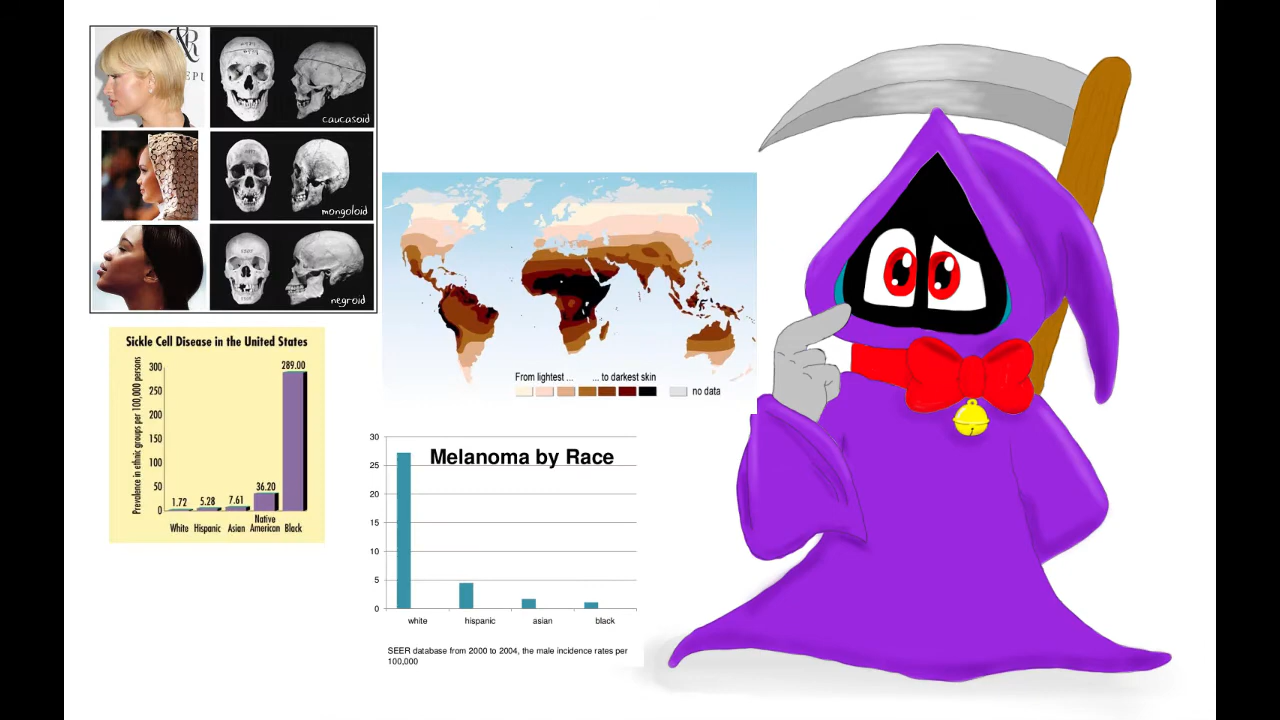 caucasoid
mongoloid
negroid
Sickle Cell Disease in the United States
Prevalence in ethnic groups per 100,000 persons
300
250
200
150
100
50
0
1.72
5.28
7.61
36.20
289.00
White
Hispanic
Asian
Native
American
Black
From lightest ... ... to darkest skin
no data
Melanoma by Race
30
25
20
15
10
5
0
white
hispanic
asian
black
SEER database from 2000 to 2004, the male incidence rates per
100,000